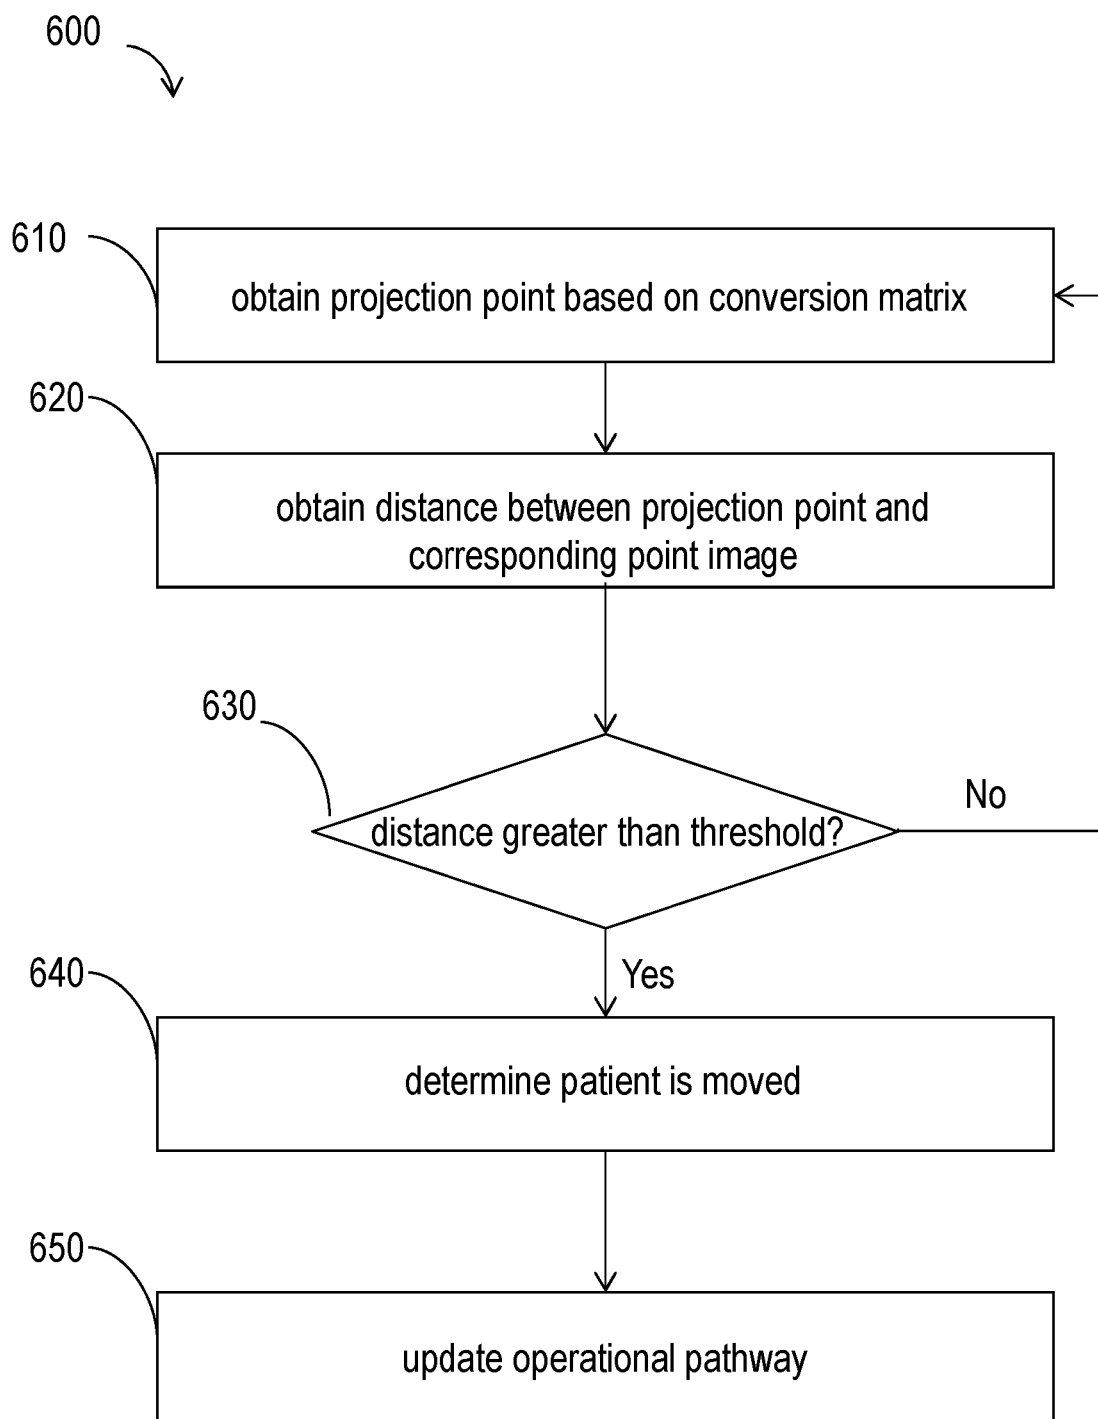 600
610
obtain projection point based on conversion matrix
620
obtain distance between projection point and
corresponding point image
630
distance greater than threshold?
No
Yes
640
determine patient is moved
650
update operational pathway